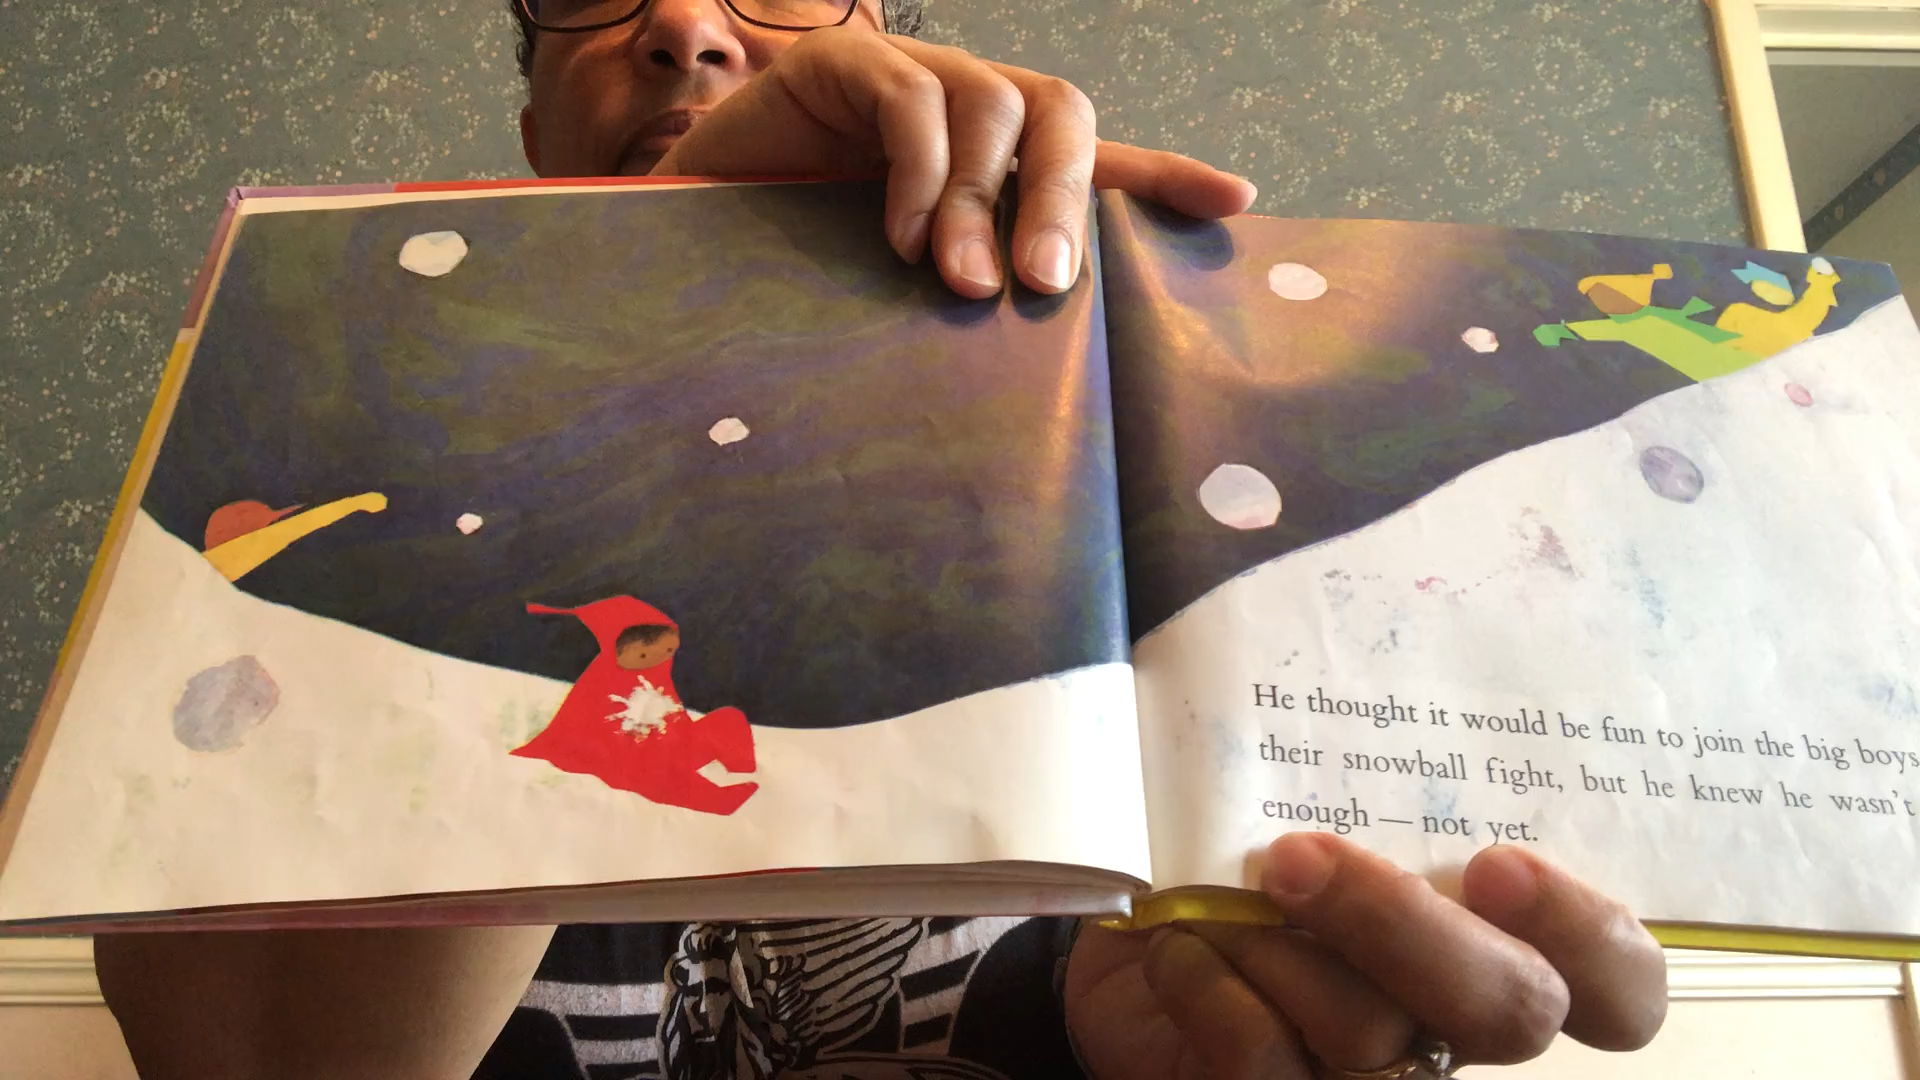 He thought it would be fun to join the big boys
their snowball fight, but he knew he wasn't
enough — not yet.